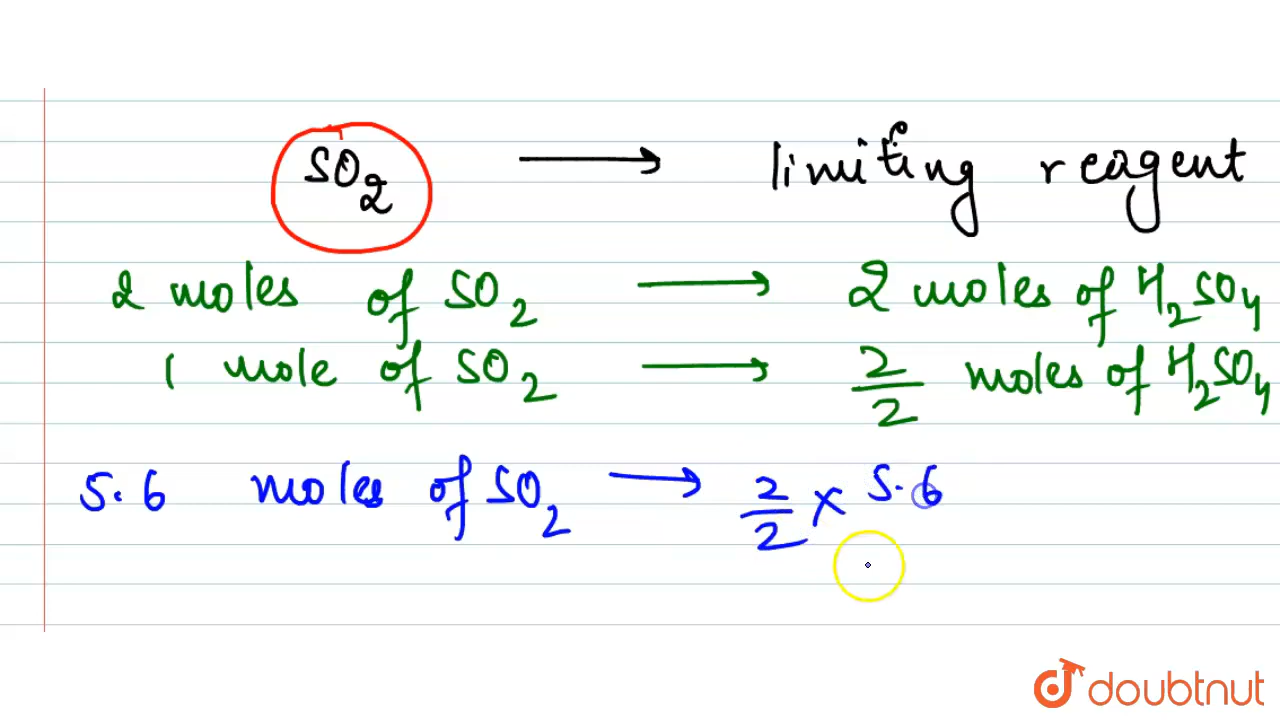 SO2 → limiting reagent
2 moles of SO2 → 2 moles of H2SO4
1 mole of SO2 → 2/2 moles of H2SO4
5.6 moles of SO2 → 2/2 × 5.6
doubtnut